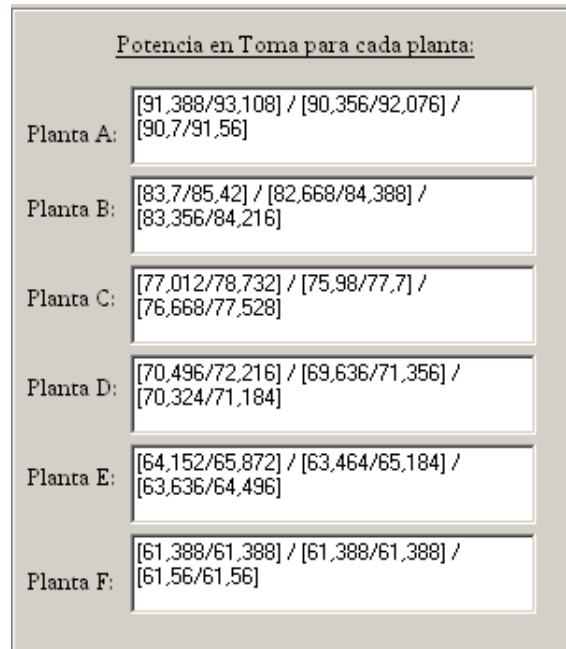 Potencia en Toma para cada planta:
Planta A:
[91,388/93,108] / [90,356/92,076] /
[90,7/91,56]
Planta B:
[83,7/85,42] / [82,668/84,388] /
[83,356/84,216]
Planta C:
[77,012/78,732] / [75,98/77,7] /
[76,668/77,528]
Planta D:
[70,496/72,216] / [69,636/71,356] /
[70,324/71,184]
Planta E:
[64,152/65,872] / [63,464/65,184] /
[63,636/64,496]
Planta F:
[61,388/61,388] / [61,388/61,388] /
[61,56/61,56]